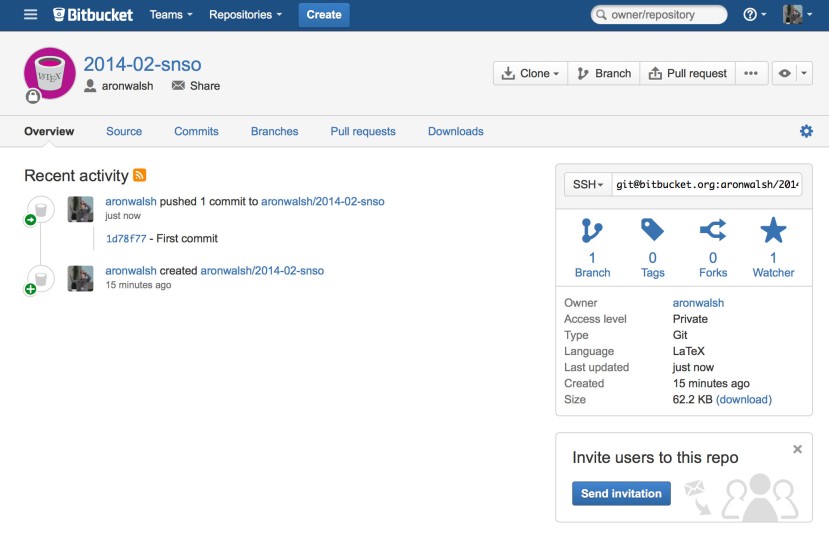 Bitbucket Teams Repositories Create owner/repository
LATEX
2014-02-snso
aronwalsh Share
Clone Branch Pull request
Overview Source Commits Branches Pull requests Downloads
Recent activity
aronwalsh pushed 1 commit to aronwalsh/2014-02-snso
just now
1d78f77 - First commit
aronwalsh created aronwalsh/2014-02-snso
15 minutes ago
SSH git@bitbucket.org:aronwalsh/2014
1 Branch
0 Tags
0 Forks
1 Watcher
Owner aronwalsh
Access level Private
Type Git
Language LaTeX
Last updated just now
Created 15 minutes ago
Size 62.2 KB (download)
Invite users to this repo
Send invitation